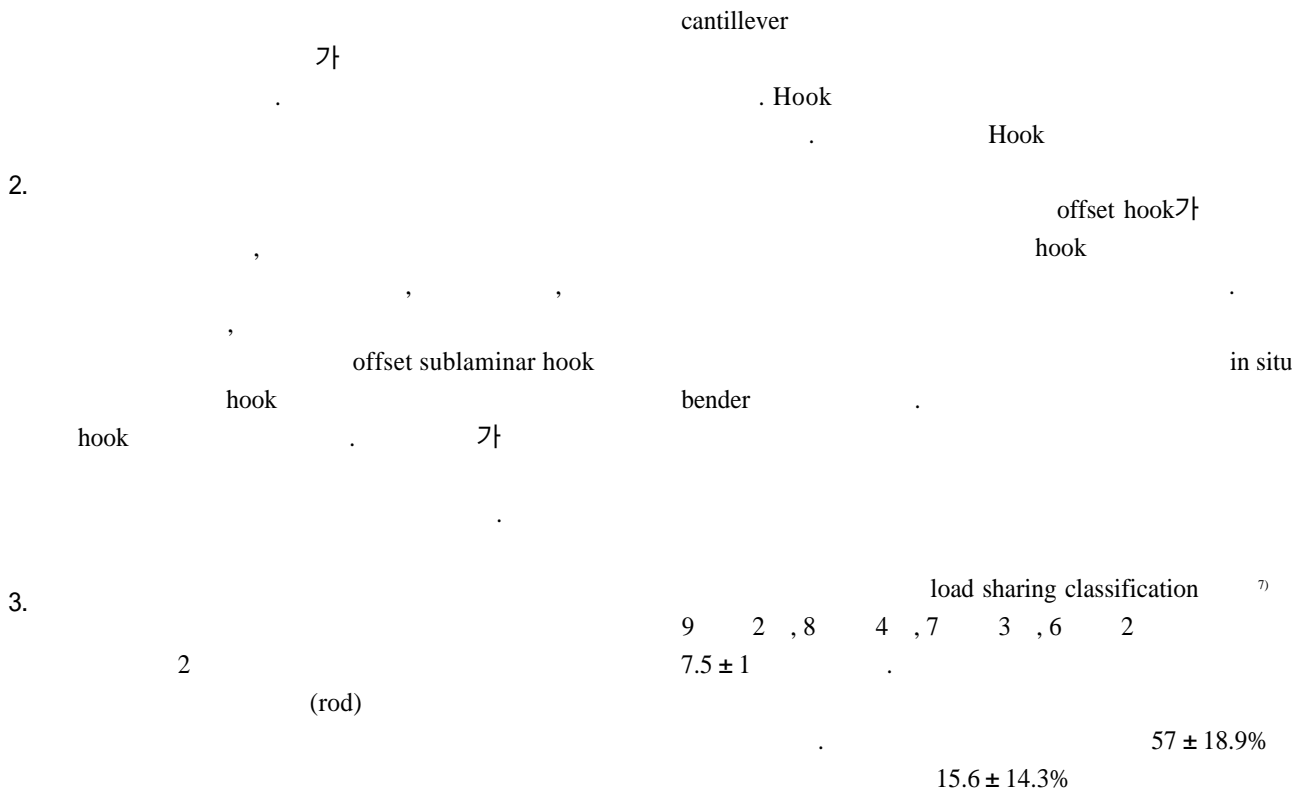 가
.
2.
,
, ,
,
offset sublaminar hook
hook
hook . 가
.
3.
2
(rod)
cantillever
. Hook
. Hook
offset hook가
hook
.
in situ
bender .
load sharing classification 7)
9 2 , 8 4 , 7 3 , 6 2
7.5 ± 1 .
. 57 ± 18.9%
15.6 ± 14.3%